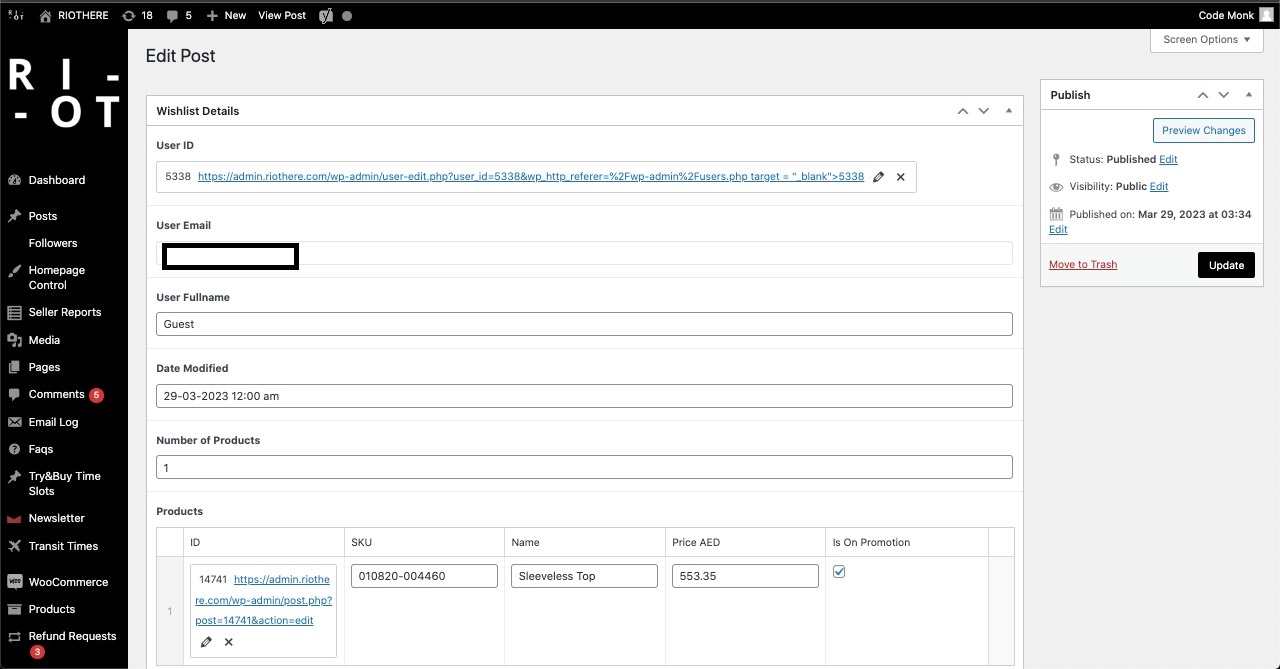 RIOTHERE 18 5 New View Post Code Monk
Screen Options
RI-
-OT
Edit Post
Dashboard
Posts
Followers
Homepage
Control
Seller Reports
Media
Pages
Comments 5
Email Log
Faqs
Try&Buy Time
Slots
Newsletter
Transit Times
WooCommerce
Products
Refund Requests
3
Wishlist Details
User ID
5338 https://admin.riothere.com/wp-admin/user-edit.php?user_id=5338&wp_http_referer=%2Fwp-admin%2Fusers.php target = "_blank">5338
User Email
User Fullname
Guest
Date Modified
29-03-2023 12:00 am
Number of Products
1
Products
ID SKU Name Price AED Is On Promotion
1
14741 https://admin.riothe
re.com/wp-admin/post.php?
post=14741&action=edit
010820-004460
Sleeveless Top
553.35
Publish
Preview Changes
Status: Published Edit
Visibility: Public Edit
Published on: Mar 29, 2023 at 03:34
Edit
Move to Trash
Update